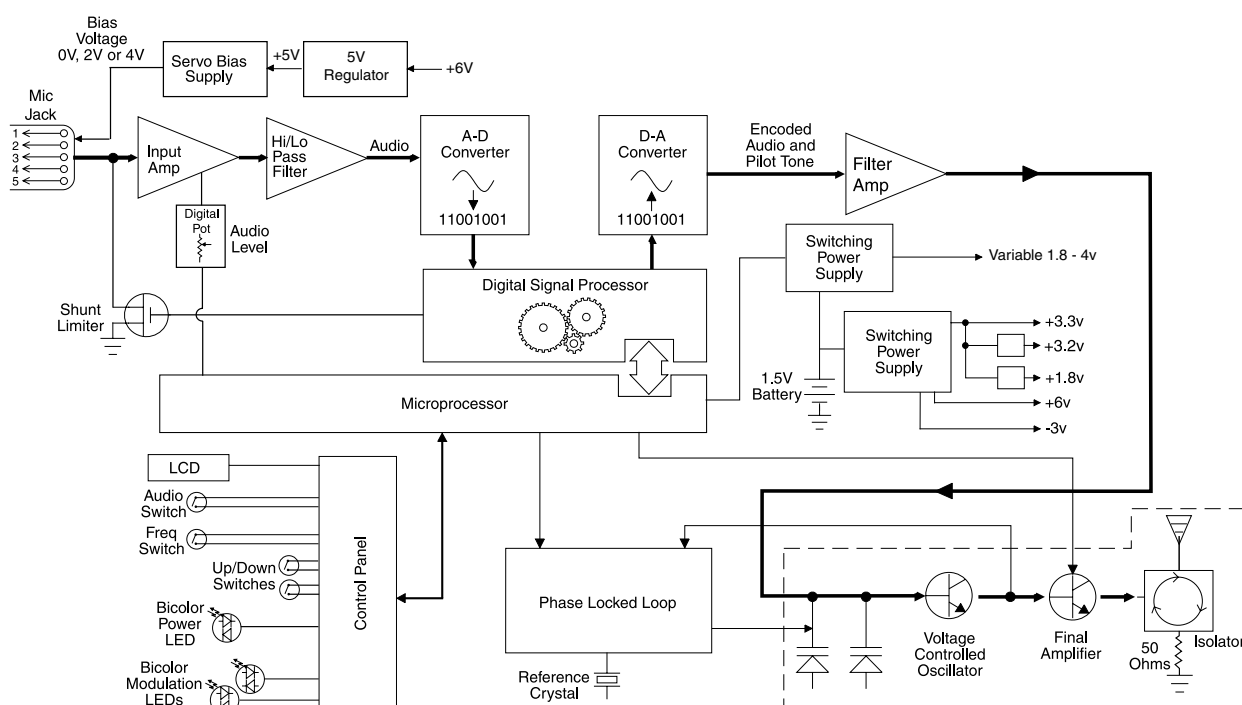 Bias
Voltage
0V, 2V or 4V
Servo Bias
Supply
+5V
5V
Regulator
+6V
Mic
Jack
1
2
3
4
5
Input
Amp
Hi/Lo
Pass
Filter
Audio
A-D
Converter
11001001
D-A
Converter
11001001
Encoded
Audio and
Pilot Tone
Filter
Amp
Digital
Pot
Audio
Level
Shunt
Limiter
Digital Signal Processor
Switching
Power
Supply
Variable 1.8 - 4v
Switching
Power
Supply
+3.3v
+3.2v
+1.8v
+6v
-3v
1.5V
Battery
Microprocessor
LCD
Audio
Switch
Freq
Switch
Up/Down
Switches
Bicolor
Power
LED
Bicolor
Modulation
LEDs
Control Panel
Phase Locked Loop
Reference
Crystal
Voltage
Controlled
Oscillator
Final
Amplifier
50
Ohms
Isolator